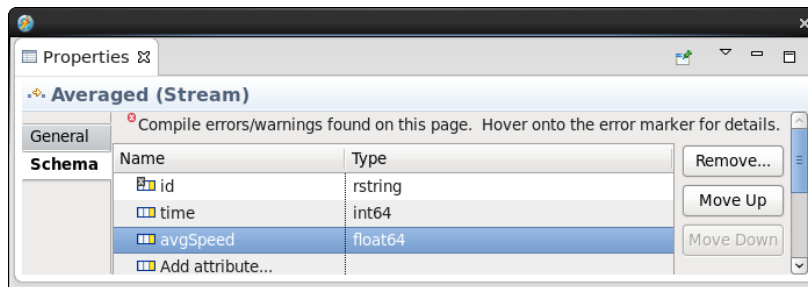 Properties
Averaged (Stream)
General
Schema
Compile errors/warnings found on this page. Hover onto the error marker for details.
Name Type
id rstring
time int64
avgSpeed float64
Add attribute...
Remove...
Move Up
Move Down